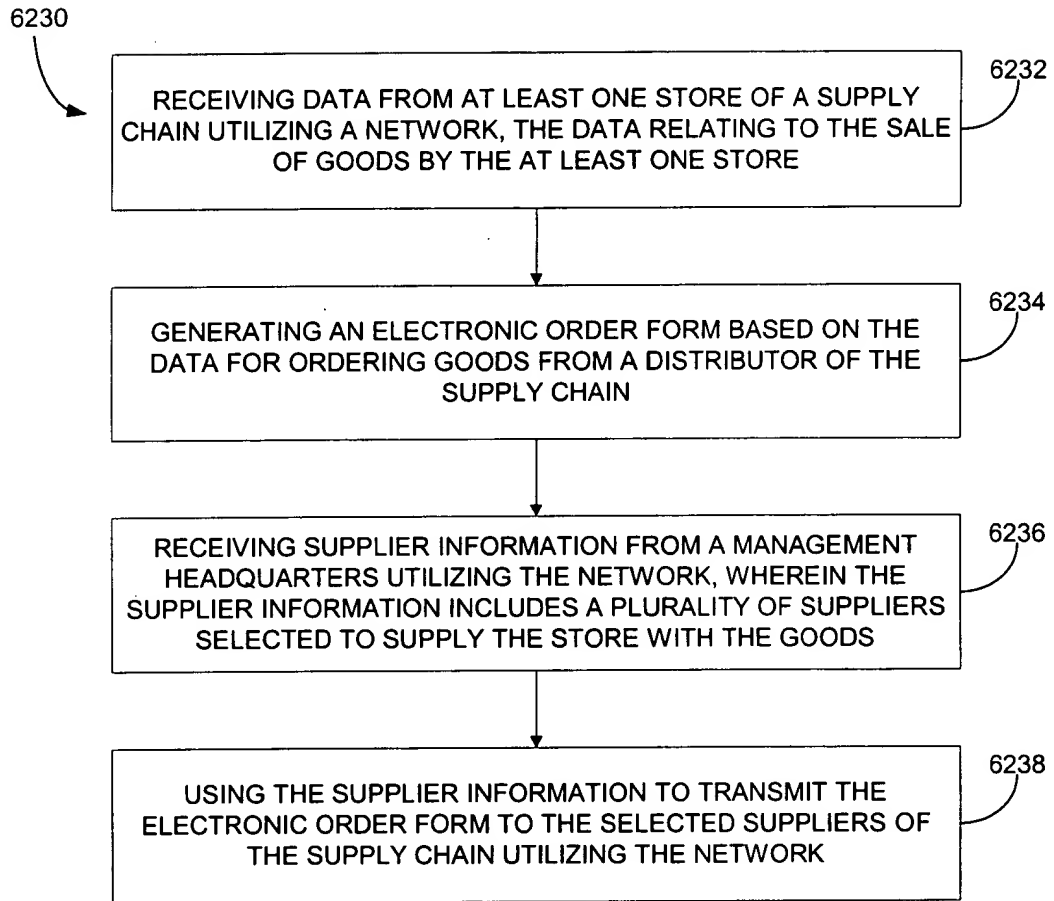 6230
6232
RECEIVING DATA FROM AT LEAST ONE STORE OF A SUPPLY
CHAIN UTILIZING A NETWORK, THE DATA RELATING TO THE SALE
OF GOODS BY THE AT LEAST ONE STORE
6234
GENERATING AN ELECTRONIC ORDER FORM BASED ON THE
DATA FOR ORDERING GOODS FROM A DISTRIBUTOR OF THE
SUPPLY CHAIN
6236
RECEIVING SUPPLIER INFORMATION FROM A MANAGEMENT
HEADQUARTERS UTILIZING THE NETWORK, WHEREIN THE
SUPPLIER INFORMATION INCLUDES A PLURALITY OF SUPPLIERS
SELECTED TO SUPPLY THE STORE WITH THE GOODS
6238
USING THE SUPPLIER INFORMATION TO TRANSMIT THE
ELECTRONIC ORDER FORM TO THE SELECTED SUPPLIERS OF
THE SUPPLY CHAIN UTILIZING THE NETWORK